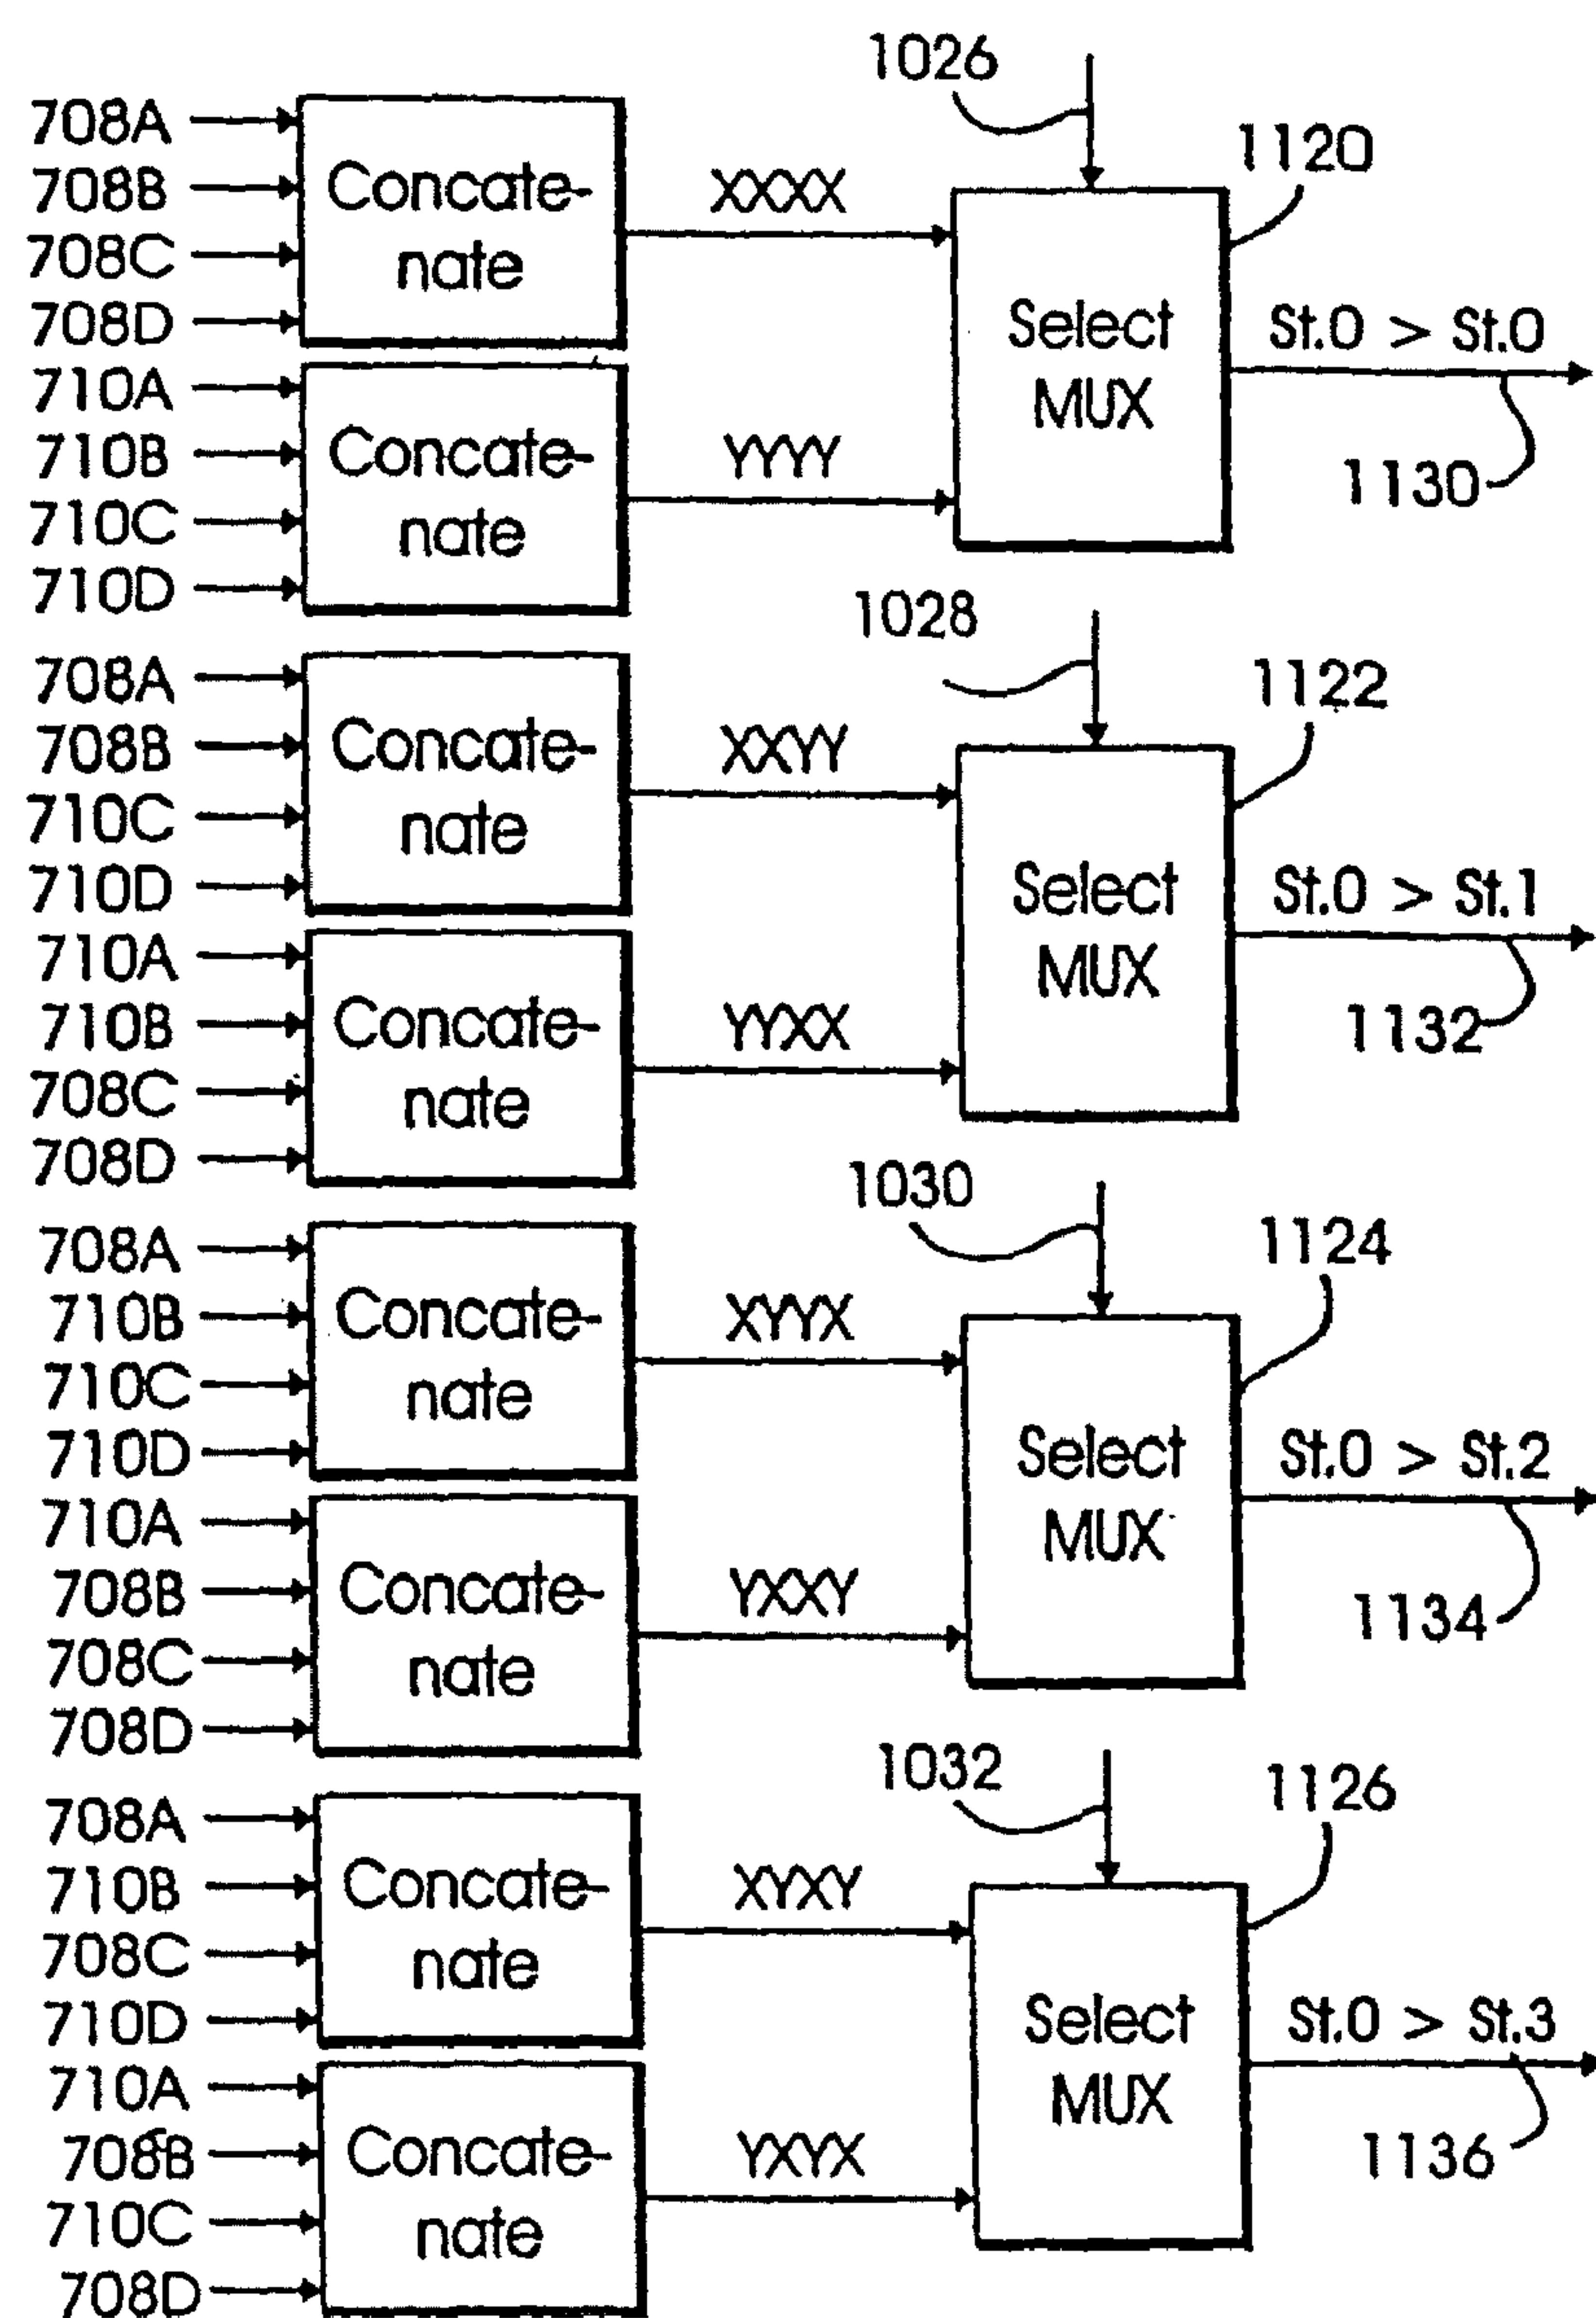 1026
708A
708B
708C
708D
Concate-
nate
XXXX
1120
Select
MUX
St.0 > St.0
1130
710A
710B
710C
710D
Concate-
nate
YYYY
1028
708A
708B
710C
710D
Concate-
nate
XXYY
1122
Select
MUX
St.0 > St.1
1132
710A
710B
708C
708D
Concate-
nate
YYXX
1030
708A
710B
710C
710D
Concate-
nate
XYYX
1124
Select
MUX
St.0 > St.2
1134
710A
708B
708C
708D
Concate-
nate
YXXY
1032
708A
710B
708C
710D
Concate-
nate
XYXY
1126
Select
MUX
St.0 > St.3
1136
710A
708B
710C
708D
Concate-
nate
YXYX